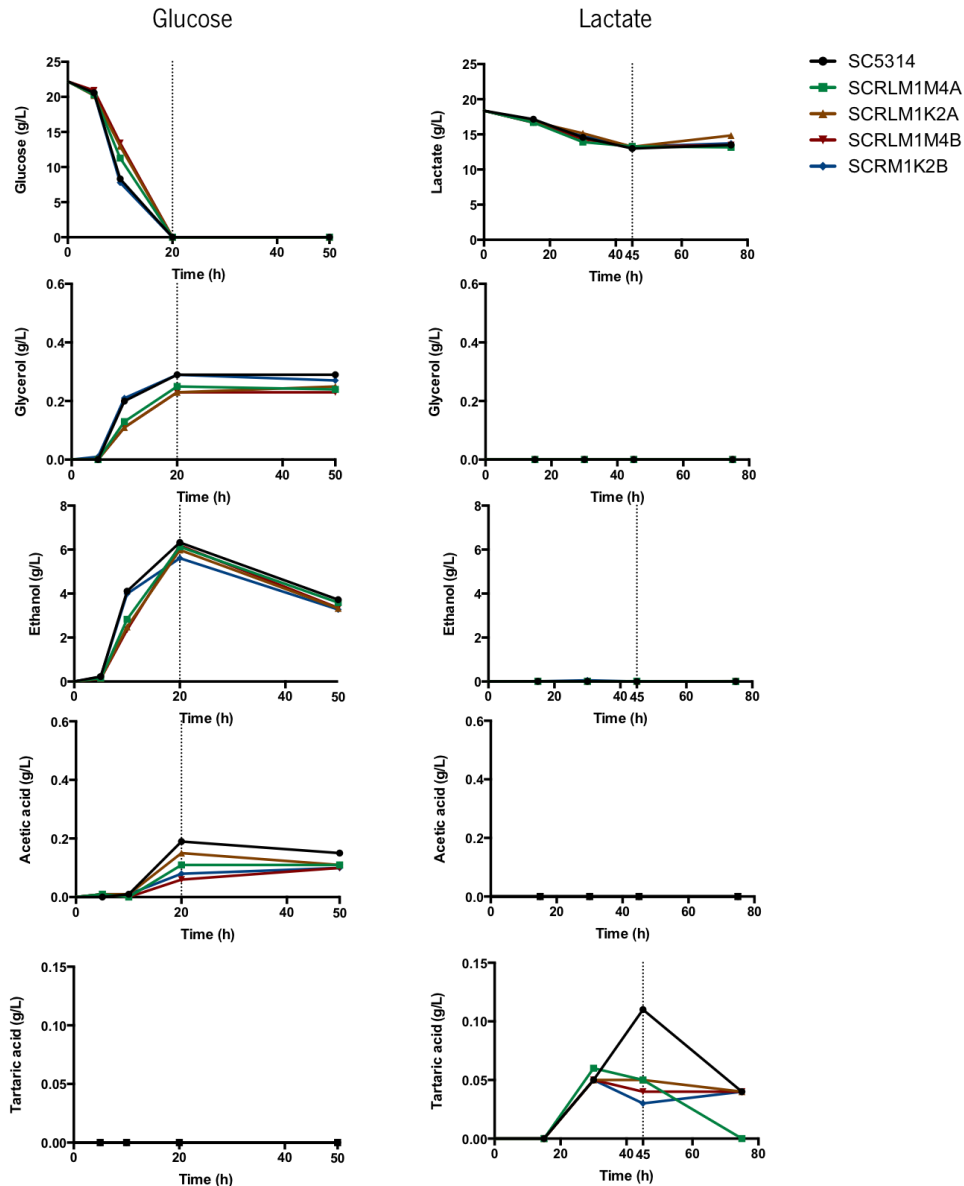 Glucose
Lactate
SC5314
SCRLM1M4A
SCRLM1K2A
SCRLM1M4B
SCRM1K2B
Glucose (g/L)
25
20
15
10
5
0
0 20 40 50
Time (h)
Lactate (g/L)
25
20
15
10
5
0
0 20 40 45 60 80
Time (h)
Glycerol (g/L)
0.6
0.4
0.2
0.0
0 20 40 50
Time (h)
Glycerol (g/L)
0.6
0.4
0.2
0.0
0 20 40 60 80
Time (h)
Ethanol (g/L)
8
6
4
2
0
0 20 40 50
Time (h)
Ethanol (g/L)
8
6
4
2
0
0 20 40 45 60 80
Time (h)
Acetic acid (g/L)
0.6
0.4
0.2
0.0
0 20 40 50
Time (h)
Acetic acid (g/L)
0.6
0.4
0.2
0.0
0 20 40 60 80
Time (h)
Tartaric acid (g/L)
0.15
0.10
0.05
0.00
0 20 40 50
Time (h)
Tartaric acid (g/L)
0.15
0.10
0.05
0.00
0 20 40 45 60 80
Time (h)